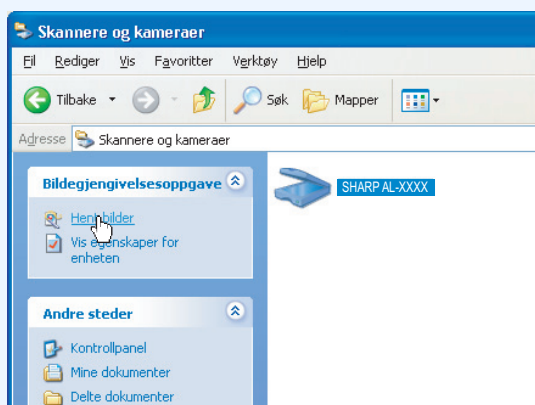 Skannere og kameraer
Fil Rediger Vis Favoritter Verktøy Hjelp
Tilbake Søk Mapper
Adresse Skannere og kameraer
Bildegjengivelsesoppgave
Hent bilder
Vis egenskaper for
enheten
Andre steder
Kontrollpanel
Mine dokumenter
Delte dokumenter
SHARP AL-XXXX